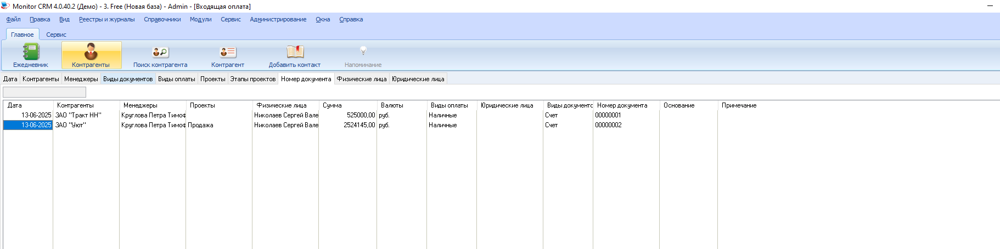 Monitor CRM 4.0.40.2 (Демо) - 3. Free (Новая база) - Admin - [Входящая оплата]
Файл Правка Вид Реестры и журналы Справочники Модули Сервис Администрирование Окна Справка
Главное Сервис
Ежедневник Контрагенты Поиск контрагента Контрагент Добавить контакт Напоминание
Дата Контрагенты Менеджеры Виды документов Виды оплаты Проекты Этапы проектов Номер документа Физические лица Юридические лица
Дата Контрагенты Менеджеры Проекты Физические лица Сумма Валюты Виды оплаты Юридические лица Виды документо Номер документа Основание Примечание
13-06-2025 ЗАО "Тракт НН" Круглова Петра Тимоф Николаев Сергей Вале 525000,00 руб. Наличные Счет 00000001
13-06-2025 ЗАО "Уют" Круглова Петра Тимоф Продажа Николаев Сергей Вале 2524145,00 руб. Наличные Счет 00000002